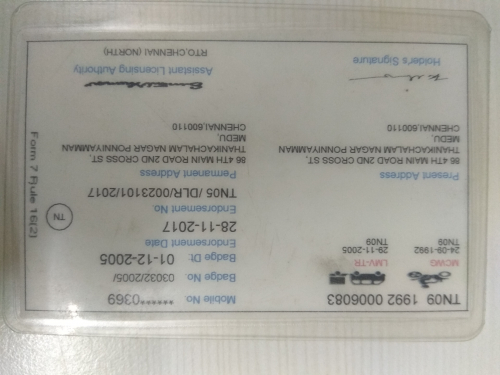 TN09 1992 0006083
MCWG LMV-TR
24-09-1992 29-11-2005
TN09 TN09
Mobile No. ******0369
Badge No. 03032/2005/
Badge Dt. 01-12-2005
Endorsement Date
28-11-2017
Endorsement No.
TN05 /DLR/0023101/2017
TN
Form 7 Rule 16(2)
Present Address
86 4TH MAIN ROAD 2ND CROSS ST,
THANIKACHALAM NAGAR PONNIYAMMAN
MEDU,
CHENNAI,600110
Permanent Address
86 4TH MAIN ROAD 2ND CROSS ST,
THANIKACHALAM NAGAR PONNIYAMMAN
MEDU,
CHENNAI,600110
Holder's Signature
Assistant Licensing Authority
RTO,CHENNAI (NORTH)